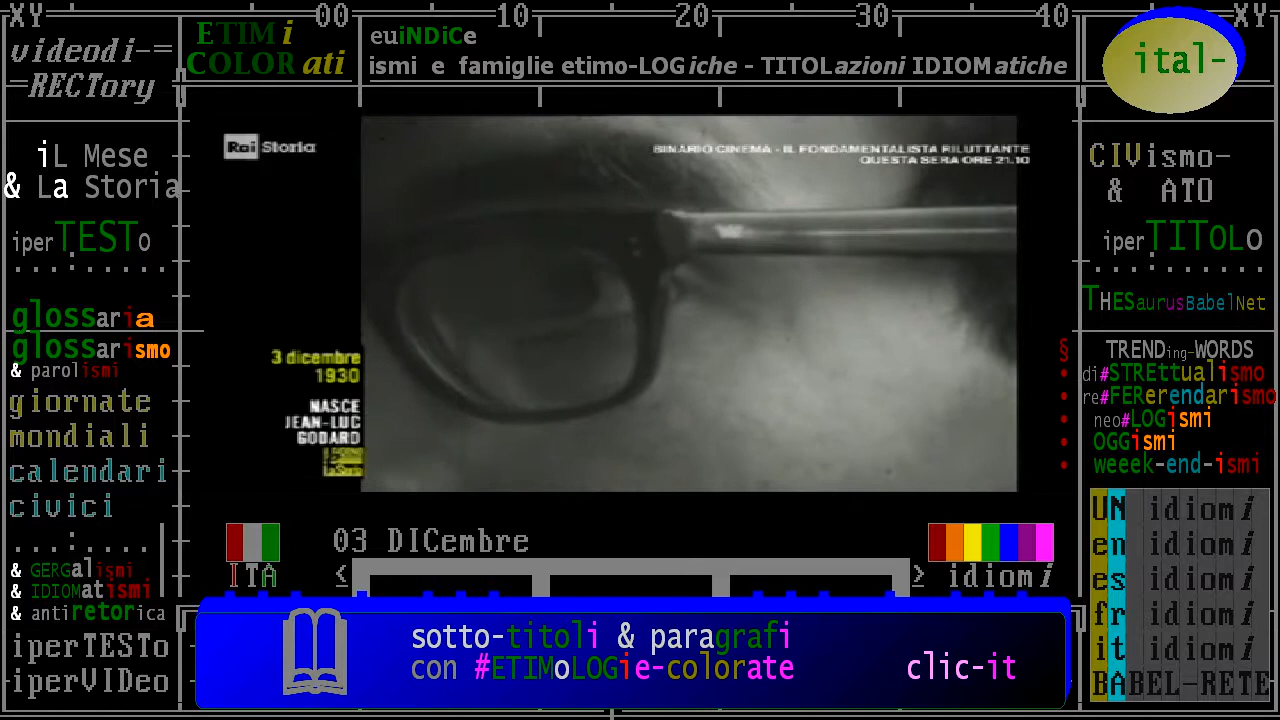 XY 00 10 20 30 40 XY
videodi-=
=RECTory
ETIMi
COLORati
euiNDiCe
ismi e famiglie etimo-LOGiche - TITOLazioni IDIOMatiche
ital-
iL Mese
& La Storia
iperTESTo
...:.....
glossaria
glossarismo
& parolismi
giornate
mondiali
calendari
civici
...:....
& GERGalismi
& IDIOMatismi
& antiretorica
iperTESTo
-iperVIDeo
Rai Storia
BINARIO CINEMA - IL FONDAMENTALISTA RILUTTANTE
QUESTA SERA ORE 21.10
3 dicembre
1930
NASCE
JEAN-LUC
GODARD
§
03 DICembre
ITA
< >
idiomi
sotto-titoli & paragrafi
con #ETIMoLOGie-colorate clic-it
CIVismo-
& ATO
iperTITOLo
...:......
THESaurusBabelNet
TRENDing-WORDS
di#STREttualismo
re#FERerendarismo
neo#LOGismi
OGGismi
weeek-end-ismi
UN idiomi
en idiomi
es idiomi
fr idiomi
it idiomi
BABEL-RETE